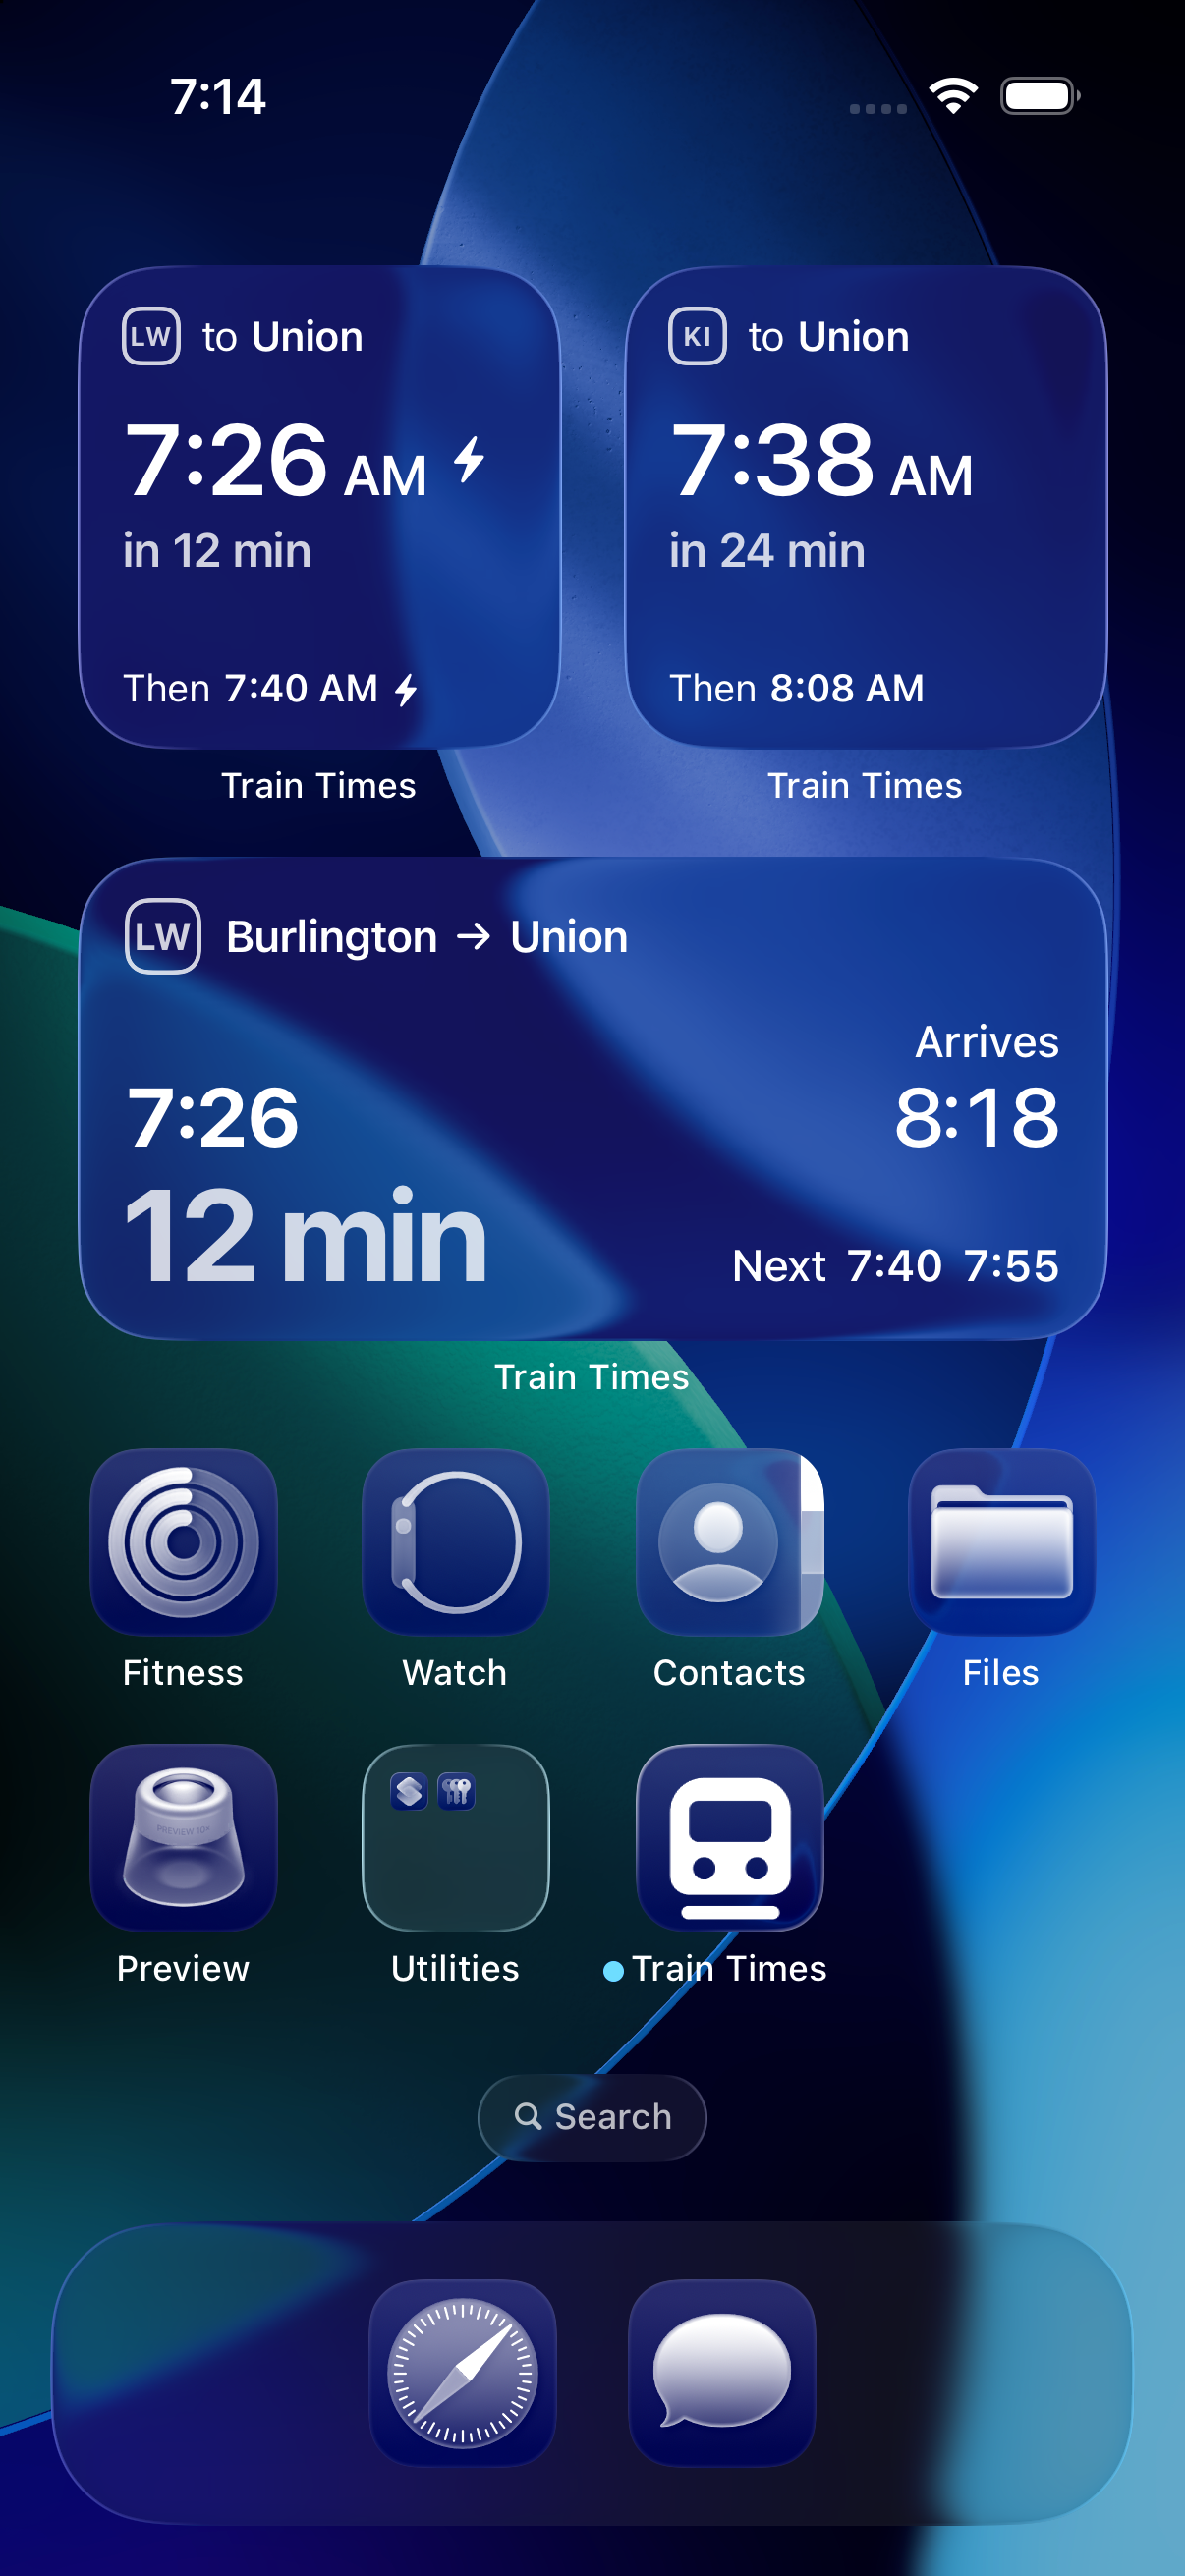 7:14
LW to Union
7:26 AM
in 12 min
Then 7:40 AM
Train Times
KI to Union
7:38 AM
in 24 min
Then 8:08 AM
Train Times
LW Burlington → Union
Arrives
7:26 8:18
12 min
Next 7:40 7:55
Train Times
Fitness Watch Contacts Files
Preview Utilities Train Times
Search